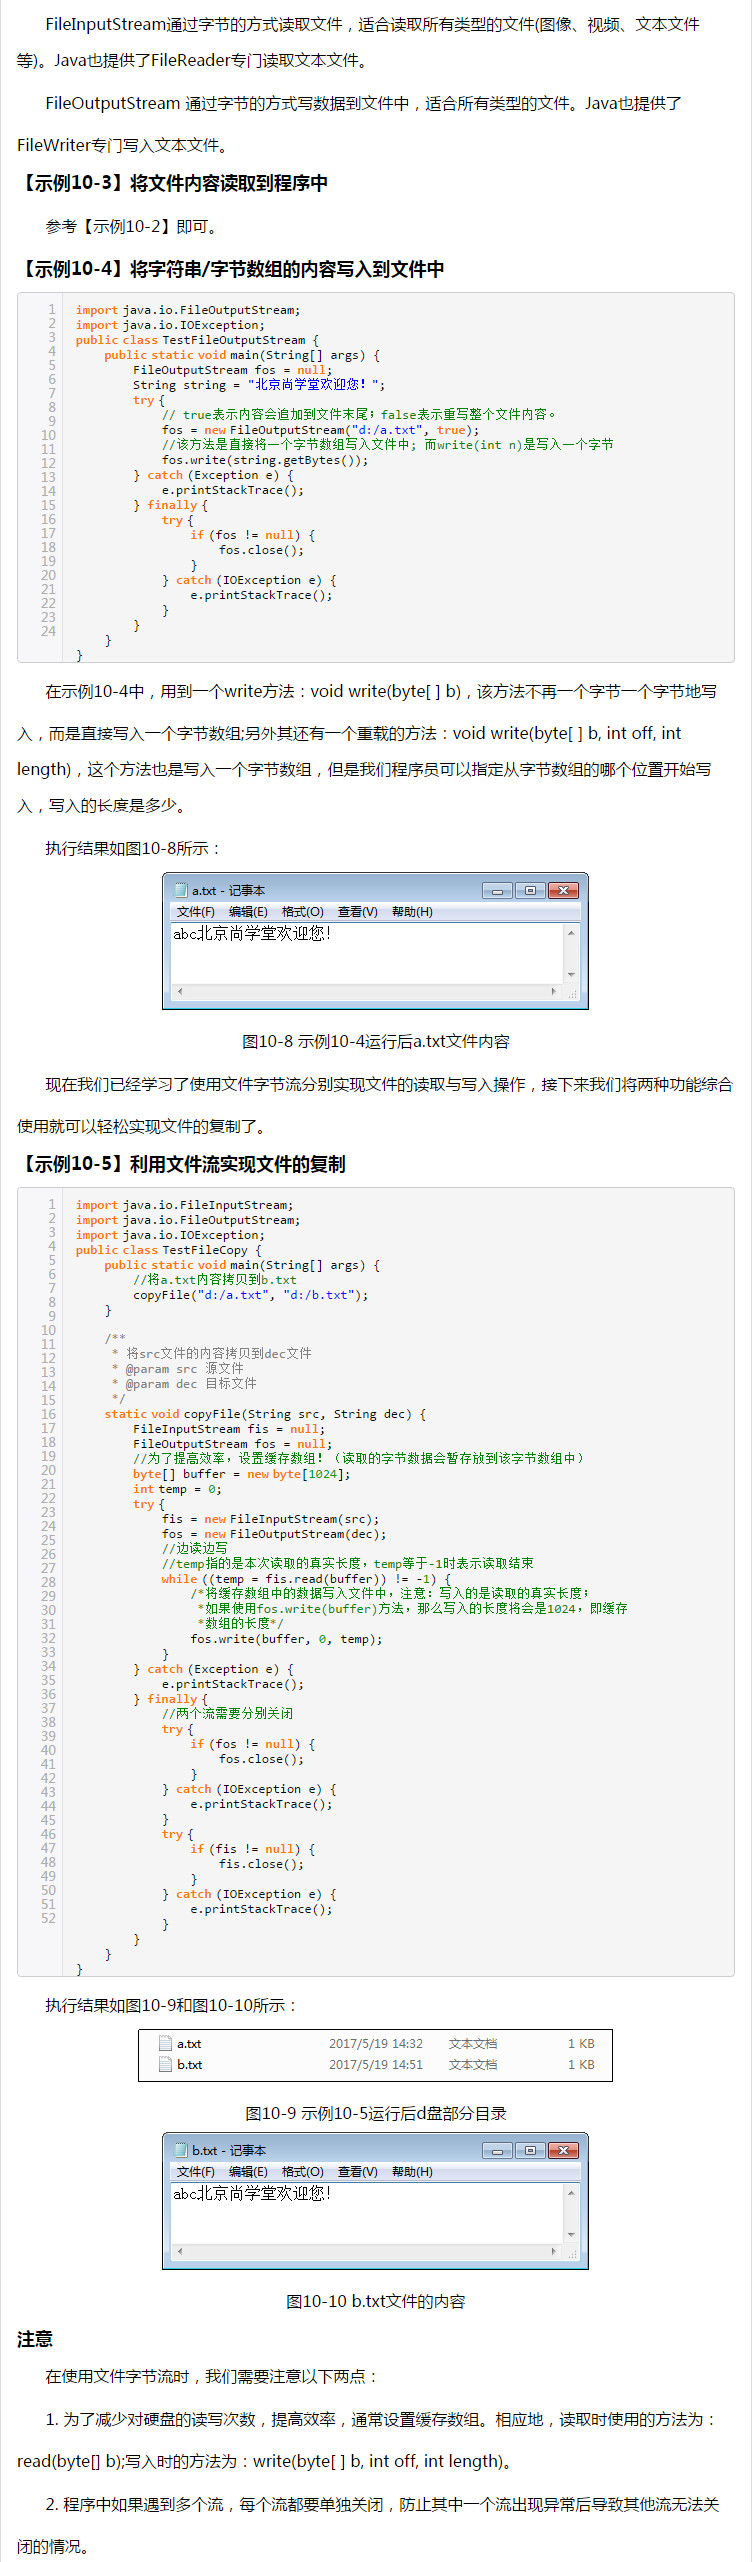 FileInputStream通过字节的方式读取文件，适合读取所有类型的文件(图像、视频、文本文件
等)。Java也提供了FileReader专门读取文本文件。
FileOutputStream 通过字节的方式写数据到文件中，适合所有类型的文件。Java也提供了
FileWriter专门写入文本文件。
【示例10-3】将文件内容读取到程序中
参考【示例10-2】即可。
【示例10-4】将字符串/字节数组的内容写入到文件中
1 import java.io.FileOutputStream;
2 import java.io.IOException;
3 public class TestFileOutputStream {
4     public static void main(String[] args) {
5         FileOutputStream fos = null;
6         String string = "北京尚学堂欢迎您！";
7         try {
8             // true表示内容会追加到文件末尾；false表示重写整个文件内容。
9             fos = new FileOutputStream("d:/a.txt", true);
10             //该方法是直接将一个字节数组写入文件中; 而write(int n)是写入一个字节
11             fos.write(string.getBytes());
12         } catch (Exception e) {
13             e.printStackTrace();
14         } finally {
15             try {
16                 if (fos != null) {
17                     fos.close();
18                 }
19             } catch (IOException e) {
20                 e.printStackTrace();
21             }
22         }
23     }
24 }
在示例10-4中，用到一个write方法：void write(byte[ ] b)，该方法不再一个字节一个字节地写
入，而是直接写入一个字节数组;另外其还有一个重载的方法：void write(byte[ ] b, int off, int
length)，这个方法也是写入一个字节数组，但是我们程序员可以指定从字节数组的哪个位置开始写
入，写入的长度是多少。
执行结果如图10-8所示：
a.txt - 记事本
文件(F) 编辑(E) 格式(O) 查看(V) 帮助(H)
abc北京尚学堂欢迎您！
图10-8 示例10-4运行后a.txt文件内容
现在我们已经学习了使用文件字节流分别实现文件的读取与写入操作，接下来我们将两种功能综合
使用就可以轻松实现文件的复制了。
【示例10-5】利用文件流实现文件的复制
1 import java.io.FileInputStream;
2 import java.io.FileOutputStream;
3 import java.io.IOException;
4 public class TestFileCopy {
5     public static void main(String[] args) {
6         //将a.txt内容拷贝到b.txt
7         copyFile("d:/a.txt", "d:/b.txt");
8     }
9
10     /**
11      * 将src文件的内容拷贝到dec文件
12      * @param src 源文件
13      * @param dec 目标文件
14      */
15     static void copyFile(String src, String dec) {
16         FileInputStream fis = null;
17         FileOutputStream fos = null;
18         //为了提高效率，设置缓存数组！（读取的字节数据会暂存放到该字节数组中）
19         byte[] buffer = new byte[1024];
20         int temp = 0;
21         try {
22             fis = new FileInputStream(src);
23             fos = new FileOutputStream(dec);
24             //边读边写
25             //temp指的是本次读取的真实长度，temp等于-1时表示读取结束
26             while ((temp = fis.read(buffer)) != -1) {
27                 /*将缓存数组中的数据写入文件中，注意：写入的是读取的真实长度；
28                  *如果使用fos.write(buffer)方法，那么写入的长度将会是1024，即缓存
29                  *数组的长度*/
30                 fos.write(buffer, 0, temp);
31             }
32         } catch (Exception e) {
33             e.printStackTrace();
34         } finally {
35             //两个流需要分别关闭
36             try {
37                 if (fos != null) {
38                     fos.close();
39                 }
40             } catch (IOException e) {
41                 e.printStackTrace();
42             }
43             try {
44                 if (fis != null) {
45                     fis.close();
46                 }
47             } catch (IOException e) {
48                 e.printStackTrace();
49             }
50         }
51     }
52 }
执行结果如图10-9和图10-10所示：
a.txt 2017/5/19 14:32 文本文档 1 KB
b.txt 2017/5/19 14:51 文本文档 1 KB
图10-9 示例10-5运行后d盘部分目录
b.txt - 记事本
文件(F) 编辑(E) 格式(O) 查看(V) 帮助(H)
abc北京尚学堂欢迎您！
图10-10 b.txt文件的内容
注意
在使用文件字节流时，我们需要注意以下两点：
1. 为了减少对硬盘的读写次数，提高效率，通常设置缓存数组。相应地，读取时使用的方法为：
read(byte[] b);写入时的方法为：write(byte[ ] b, int off, int length)。
2. 程序中如果遇到多个流，每个流都要单独关闭，防止其中一个流出现异常后导致其他流无法关
闭的情况。